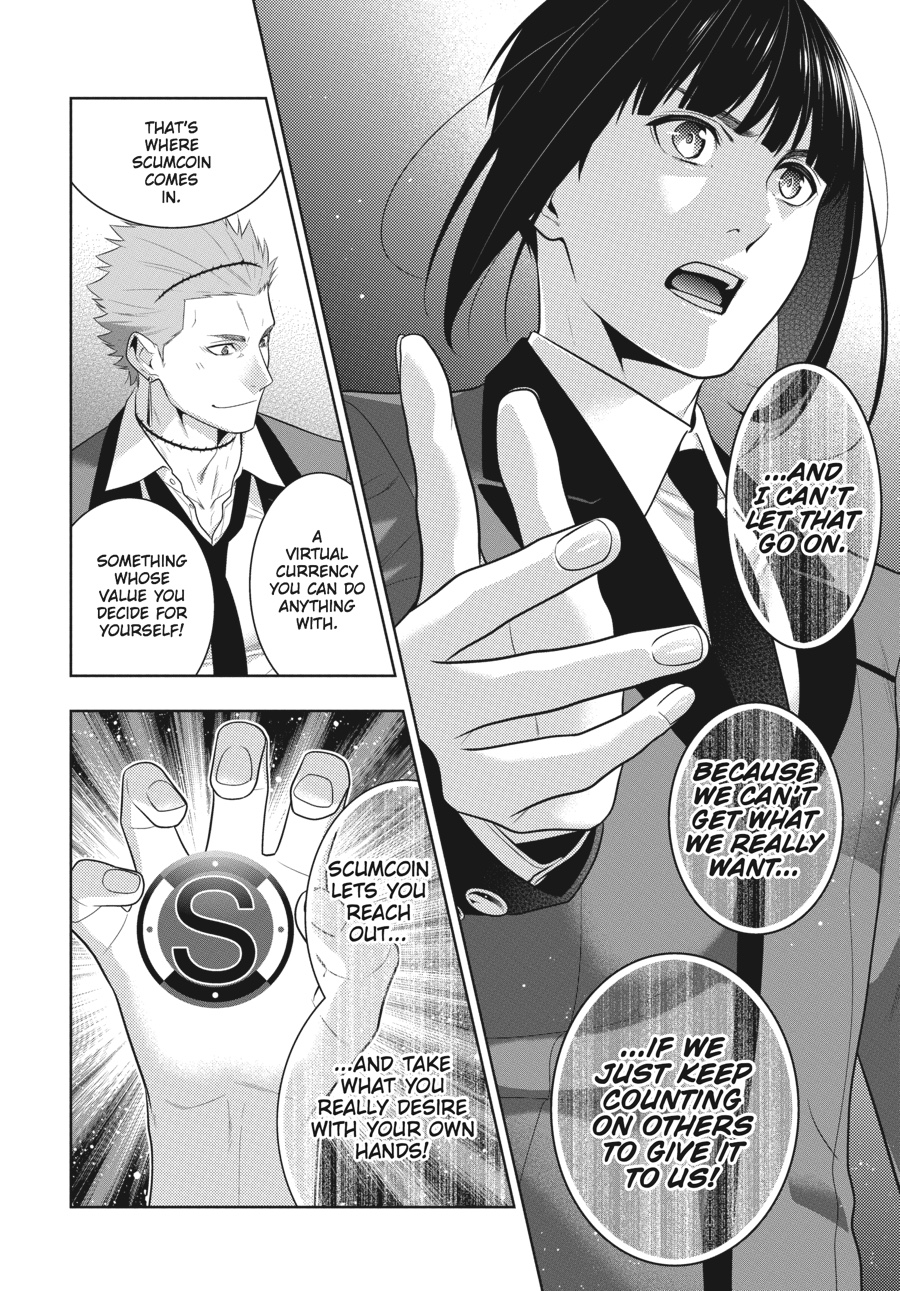 ...AND
I CAN'T
LET THAT
GO ON.
BECAUSE
WE CAN'T
GET WHAT
WE REALLY
WANT...
...IF WE
JUST KEEP
COUNTING
ON OTHERS
TO GIVE IT
TO US!
THAT'S
WHERE
SCUMCOIN
COMES
IN.
A
VIRTUAL
CURRENCY
YOU CAN DO
ANYTHING
WITH.
SOMETHING
WHOSE
VALUE YOU
DECIDE FOR
YOURSELF!
SCUMCOIN
LETS YOU
REACH
OUT...
S
...AND TAKE
WHAT YOU
REALLY DESIRE
WITH YOUR OWN
HANDS!